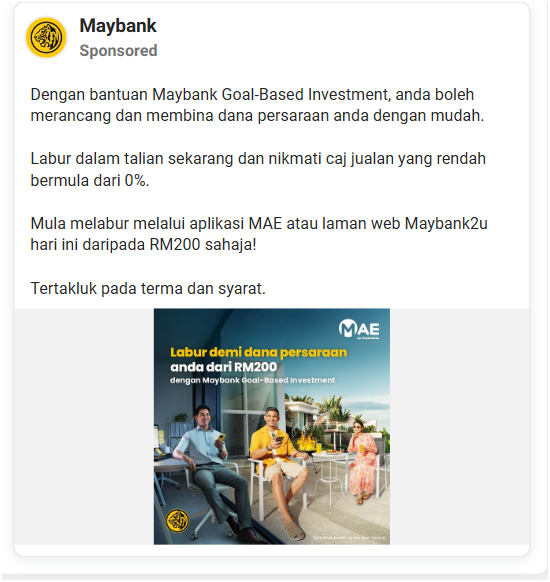 Maybank
Sponsored
Dengan bantuan Maybank Goal-Based Investment, anda boleh
merancang dan membina dana persaraan anda dengan mudah.
Labur dalam talian sekarang dan nikmati caj jualan yang rendah
bermula dari 0%.
Mula melabur melalui aplikasi MAE atau laman web Maybank2u
hari ini daripada RM200 sahaja!
Tertakluk pada terma dan syarat.
MAE
Labur demi dana persaraan
anda dari RM200
dengan Maybank Goal-Based Investment